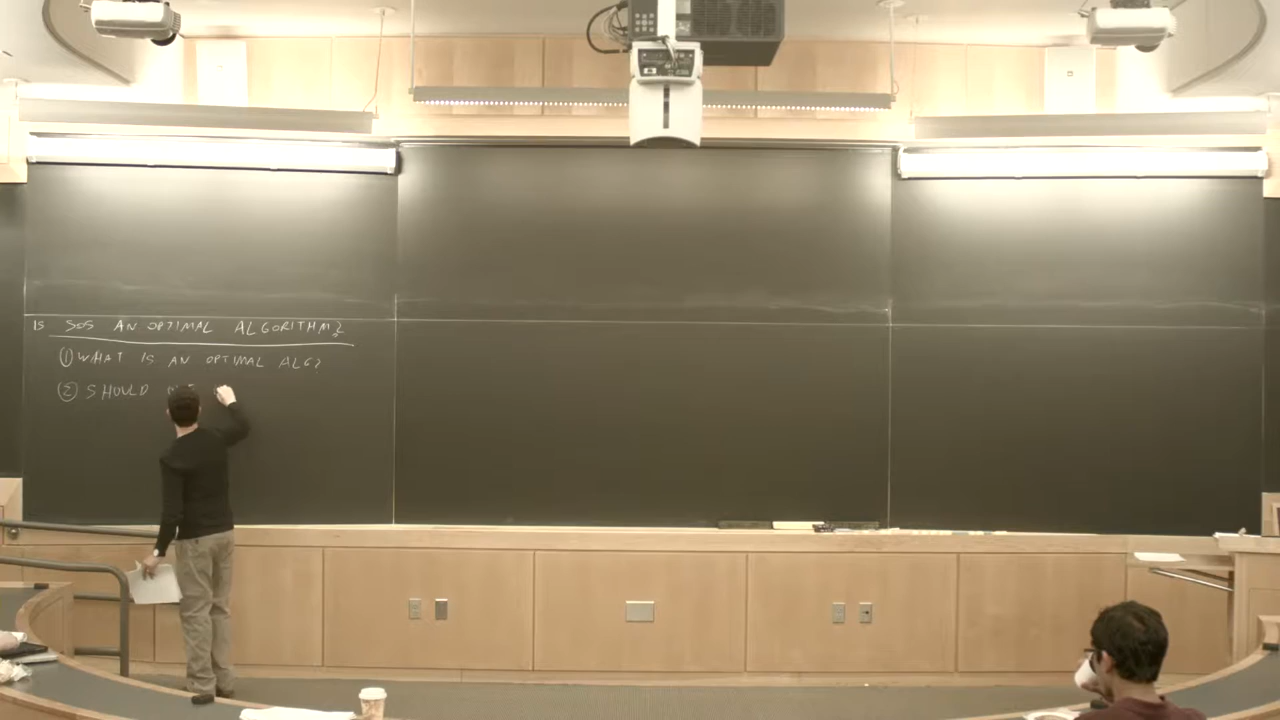 IS SOS AN OPTIMAL ALGORITHM?
① WHAT IS AN OPTIMAL ALG?
② SHOULD